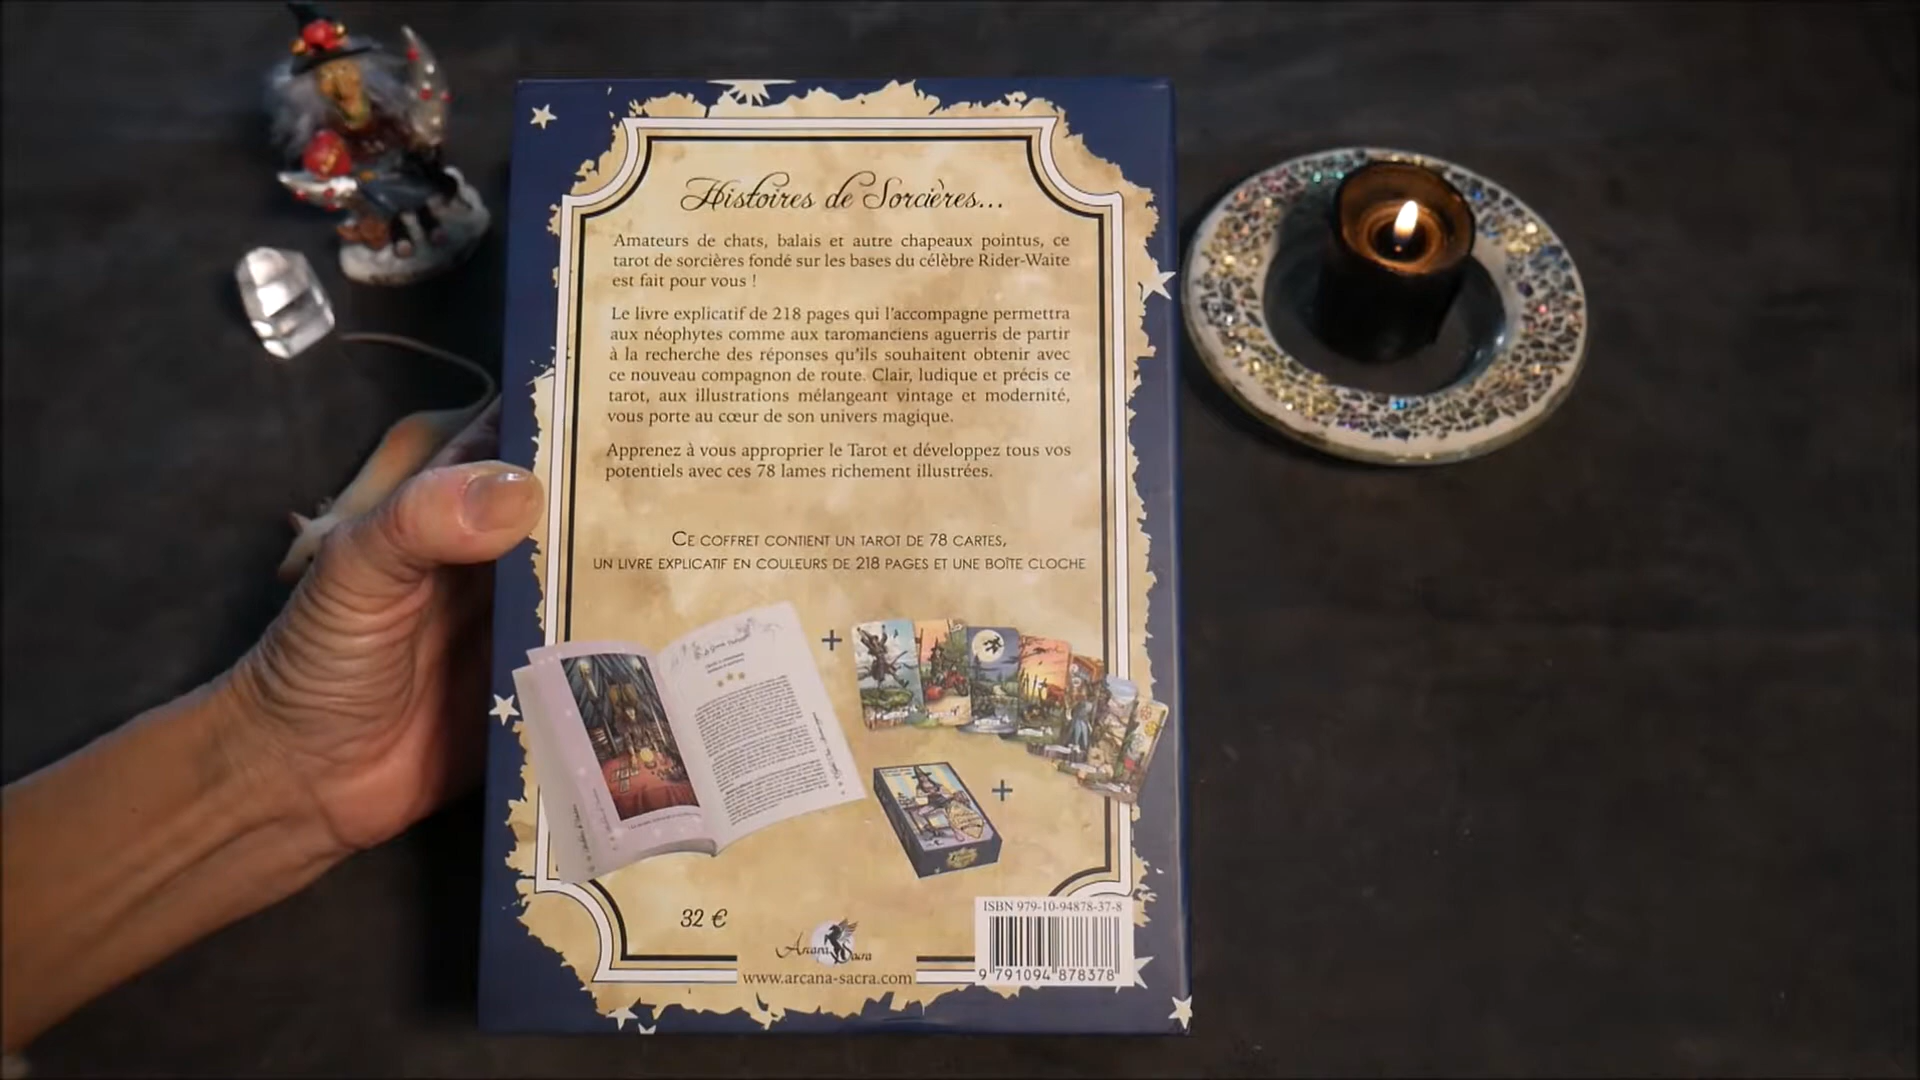 Histoires de Sorcières...
Amateurs de chats, balais et autre chapeaux pointus, ce
tarot de sorcières fondé sur les bases du célèbre Rider-Waite
est fait pour vous !
Le livre explicatif de 218 pages qui l'accompagne permettra
aux néophytes comme aux taromanciens aguerris de partir
à la recherche des réponses qu'ils souhaitent obtenir avec
ce nouveau compagnon de route. Clair, ludique et précis ce
tarot, aux illustrations mélangeant vintage et modernité,
vous porte au cœur de son univers magique.
Apprenez à vous approprier le Tarot et développez tous vos
potentiels avec ces 78 lames richement illustrées.
CE COFFRET CONTIENT UN TAROT DE 78 CARTES,
UN LIVRE EXPLICATIF EN COULEURS DE 218 PAGES ET UNE BOÎTE CLOCHE
+
+
32 €
Arcana Sacra
www.arcana-sacra.com
ISBN 979-10-94878-37-8
9 791094 878378